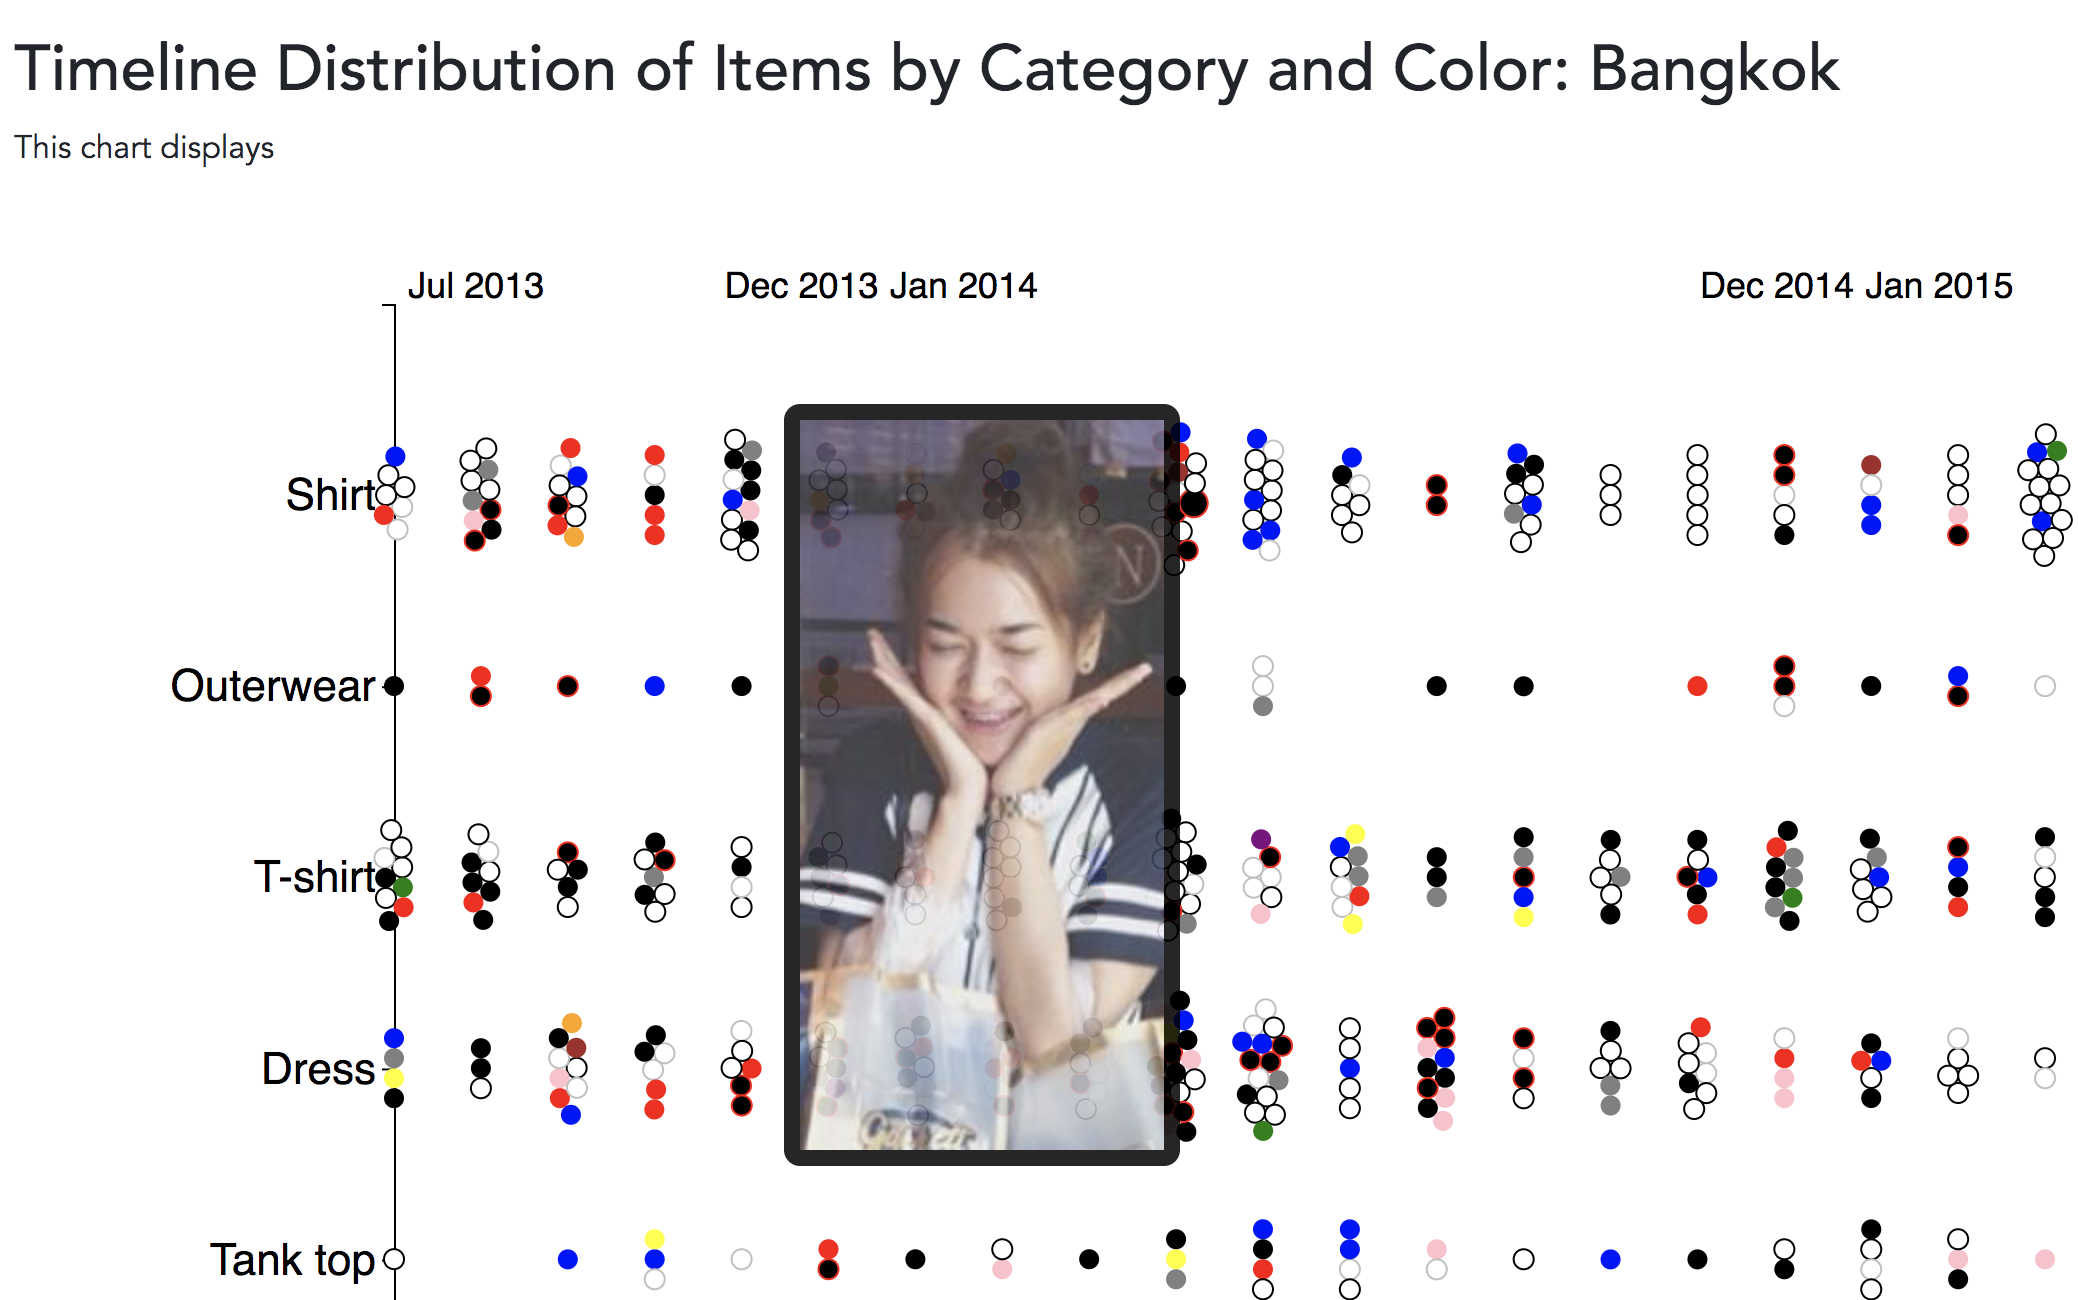 Timeline Distribution of Items by Category and Color: Bangkok
This chart displays
Jul 2013
Dec 2013 Jan 2014
Dec 2014 Jan 2015
Shirt
N
Outerwear
T-shirt
Dress
Tank top